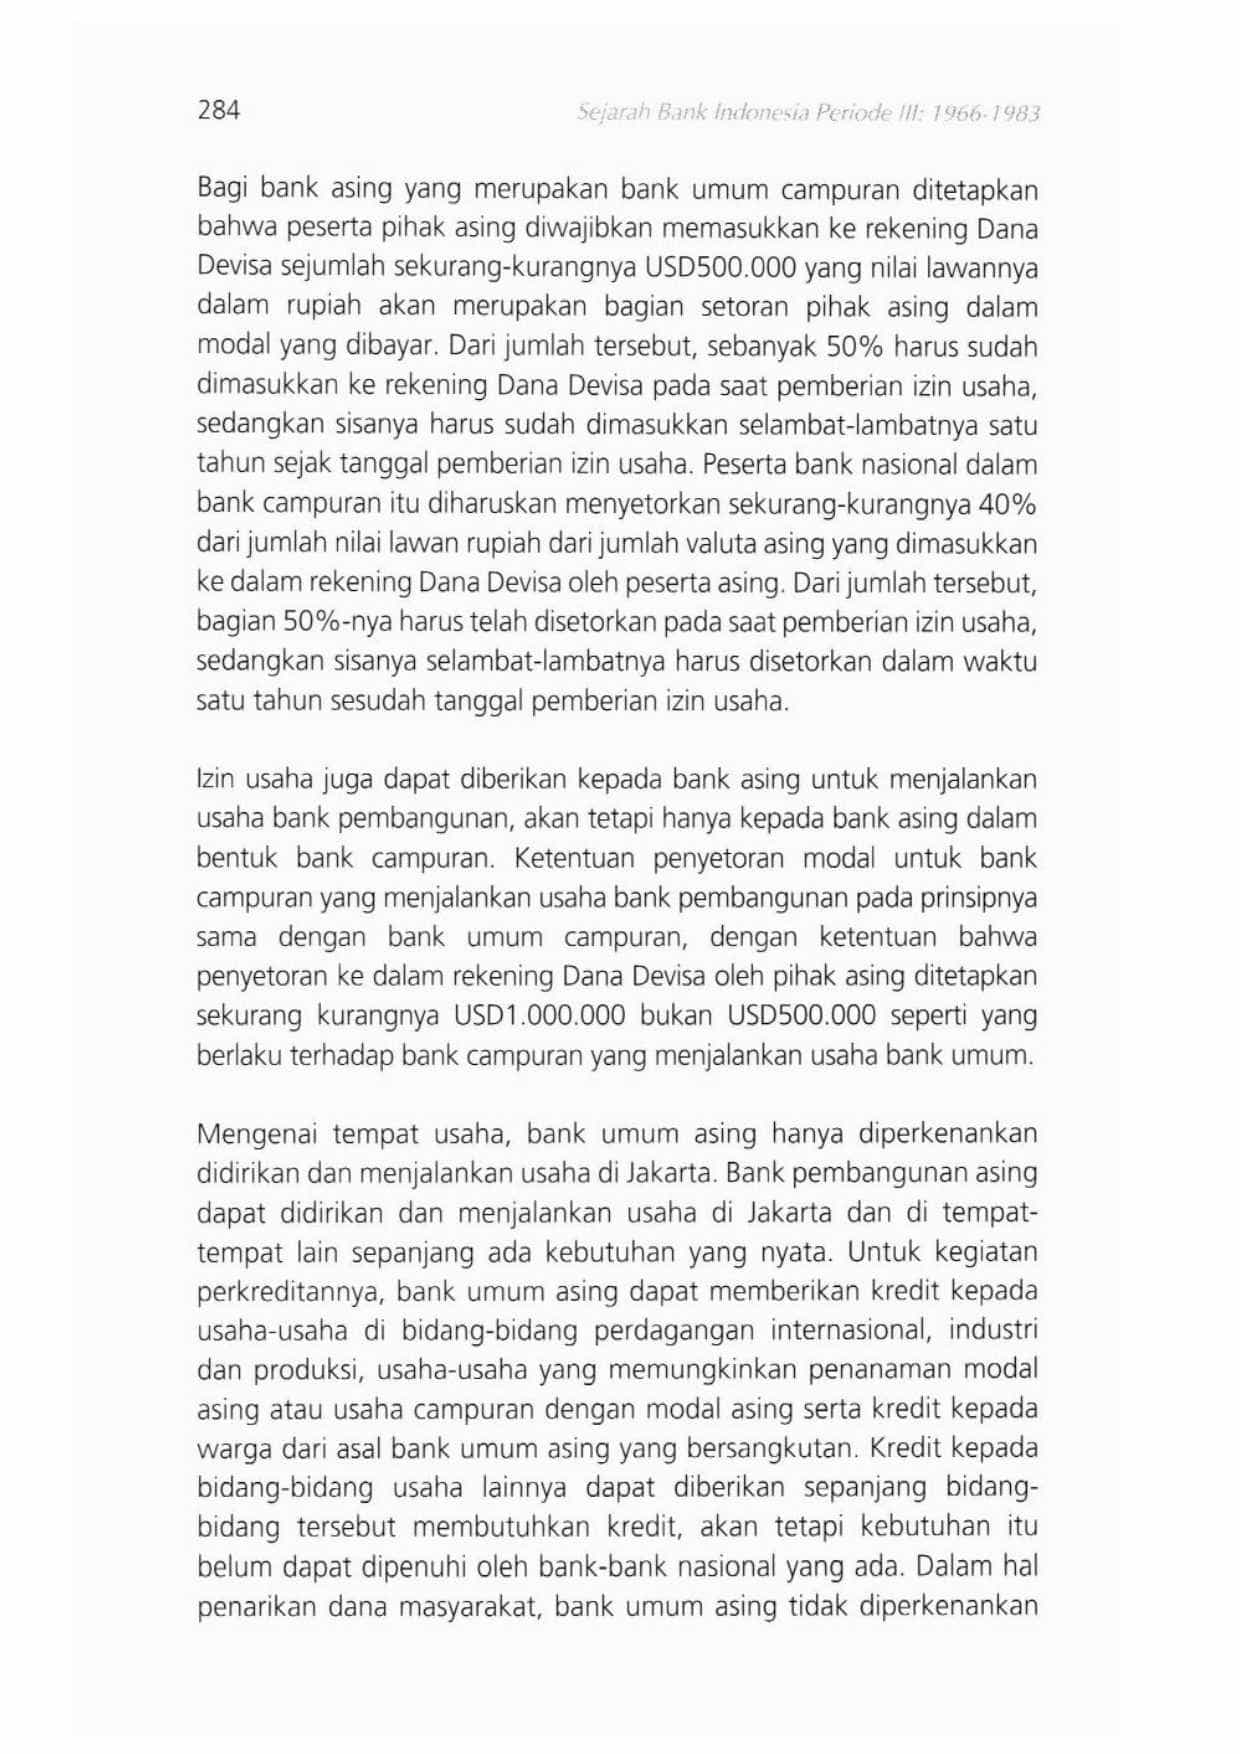 284
Sejarah Bank Indonesia Periode III: 1966-1983
Bagi bank asing yang merupakan bank umum campuran ditetapkan
bahwa peserta pihak asing diwajibkan memasukkan ke rekening Dana
Devisa sejumlah sekurang-kurangnya USD500.000 yang nilai lawannya
dalam rupiah akan merupakan bagian setoran pihak asing dalam
modal yang dibayar. Dari jumlah tersebut, sebanyak 50% harus sudah
dimasukkan ke rekening Dana Devisa pada saat pemberian izin usaha,
sedangkan sisanya harus sudah dimasukkan selambat-lambatnya satu
tahun sejak tanggal pemberian izin usaha. Peserta bank nasional dalam
bank campuran itu diharuskan menyetorkan sekurang-kurangnya 40%
dari jumlah nilai lawan rupiah dari jumlah valuta asing yang dimasukkan
ke dalam rekening Dana Devisa oleh peserta asing. Dari jumlah tersebut,
bagian 50%-nya harus telah disetorkan pada saat pemberian izin usaha,
sedangkan sisanya selambat-lambatnya harus disetorkan dalam waktu
satu tahun sesudah tanggal pemberian izin usaha.
Izin usaha juga dapat diberikan kepada bank asing untuk menjalankan
usaha bank pembangunan, akan tetapi hanya kepada bank asing dalam
bentuk bank campuran. Ketentuan penyetoran modal untuk bank
campuran yang menjalankan usaha bank pembangunan pada prinsipnya
sama dengan bank umum campuran, dengan ketentuan bahwa
penyetoran ke dalam rekening Dana Devisa oleh pihak asing ditetapkan
sekurang kurangnya USD1.000.000 bukan USD500.000 seperti yang
berlaku terhadap bank campuran yang menjalankan usaha bank umum.
Mengenai tempat usaha, bank umum asing hanya diperkenankan
didirikan dan menjalankan usaha di Jakarta. Bank pembangunan asing
dapat didirikan dan menjalankan usaha di Jakarta dan di tempat-
tempat lain sepanjang ada kebutuhan yang nyata. Untuk kegiatan
perkreditannya, bank umum asing dapat memberikan kredit kepada
usaha-usaha di bidang-bidang perdagangan internasional, industri
dan produksi, usaha-usaha yang memungkinkan penanaman modal
asing atau usaha campuran dengan modal asing serta kredit kepada
warga dari asal bank umum asing yang bersangkutan. Kredit kepada
bidang-bidang usaha lainnya dapat diberikan sepanjang bidang-
bidang tersebut membutuhkan kredit, akan tetapi kebutuhan itu
belum dapat dipenuhi oleh bank-bank nasional yang ada. Dalam hal
penarikan dana masyarakat, bank umum asing tidak diperkenankan